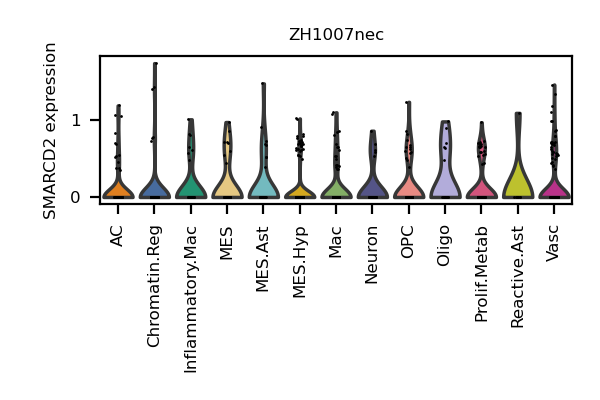 ZH1007nec
SMARCD2 expression
1
0
AC
Chromatin.Reg
Inflammatory.Mac
MES
MES.Ast
MES.Hyp
Mac
Neuron
OPC
Oligo
Prolif.Metab
Reactive.Ast
Vasc